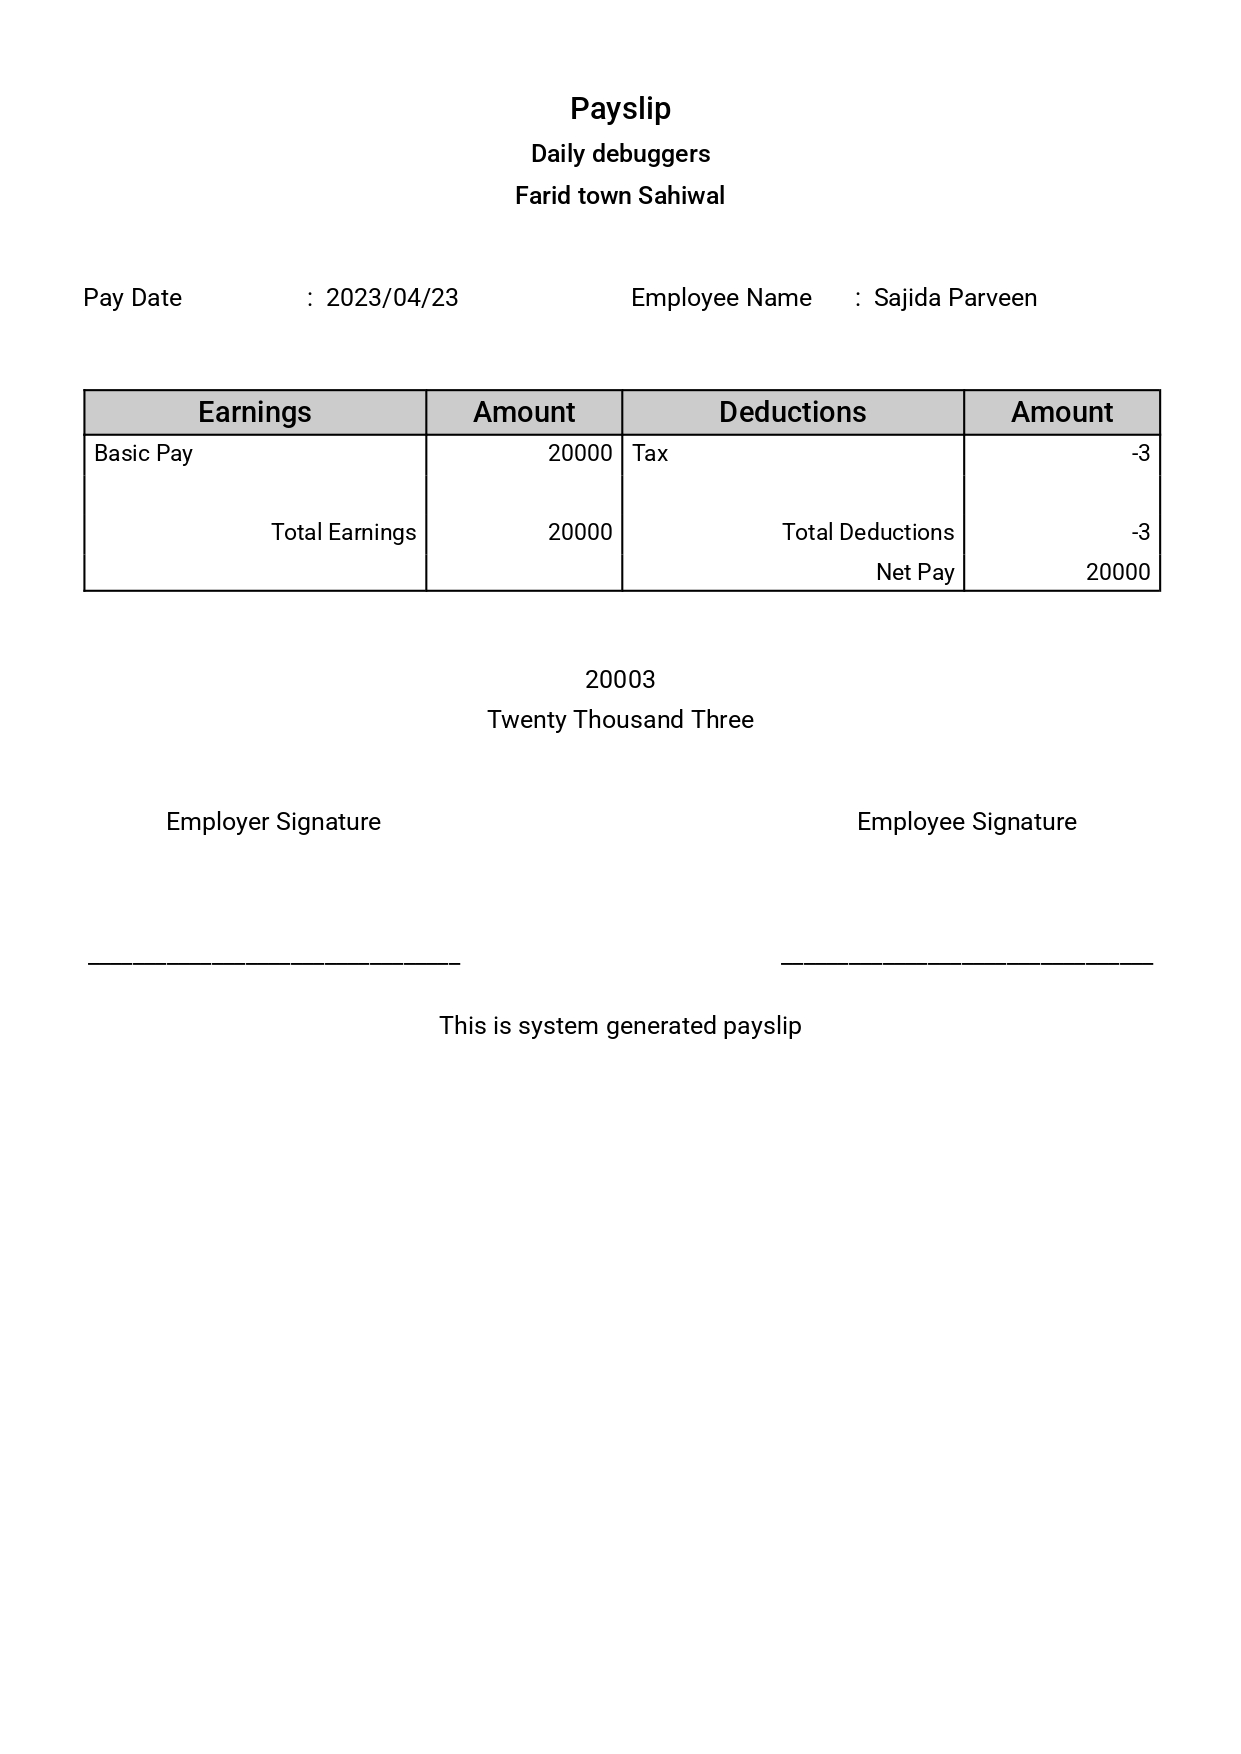 Payslip
Daily debuggers
Farid town Sahiwal
Pay Date : 2023/04/23 Employee Name : Sajida Parveen
Earnings Amount Deductions Amount
Basic Pay 20000 Tax -3
Total Earnings 20000 Total Deductions -3
Net Pay 20000
20003
Twenty Thousand Three
Employer Signature Employee Signature
This is system generated payslip